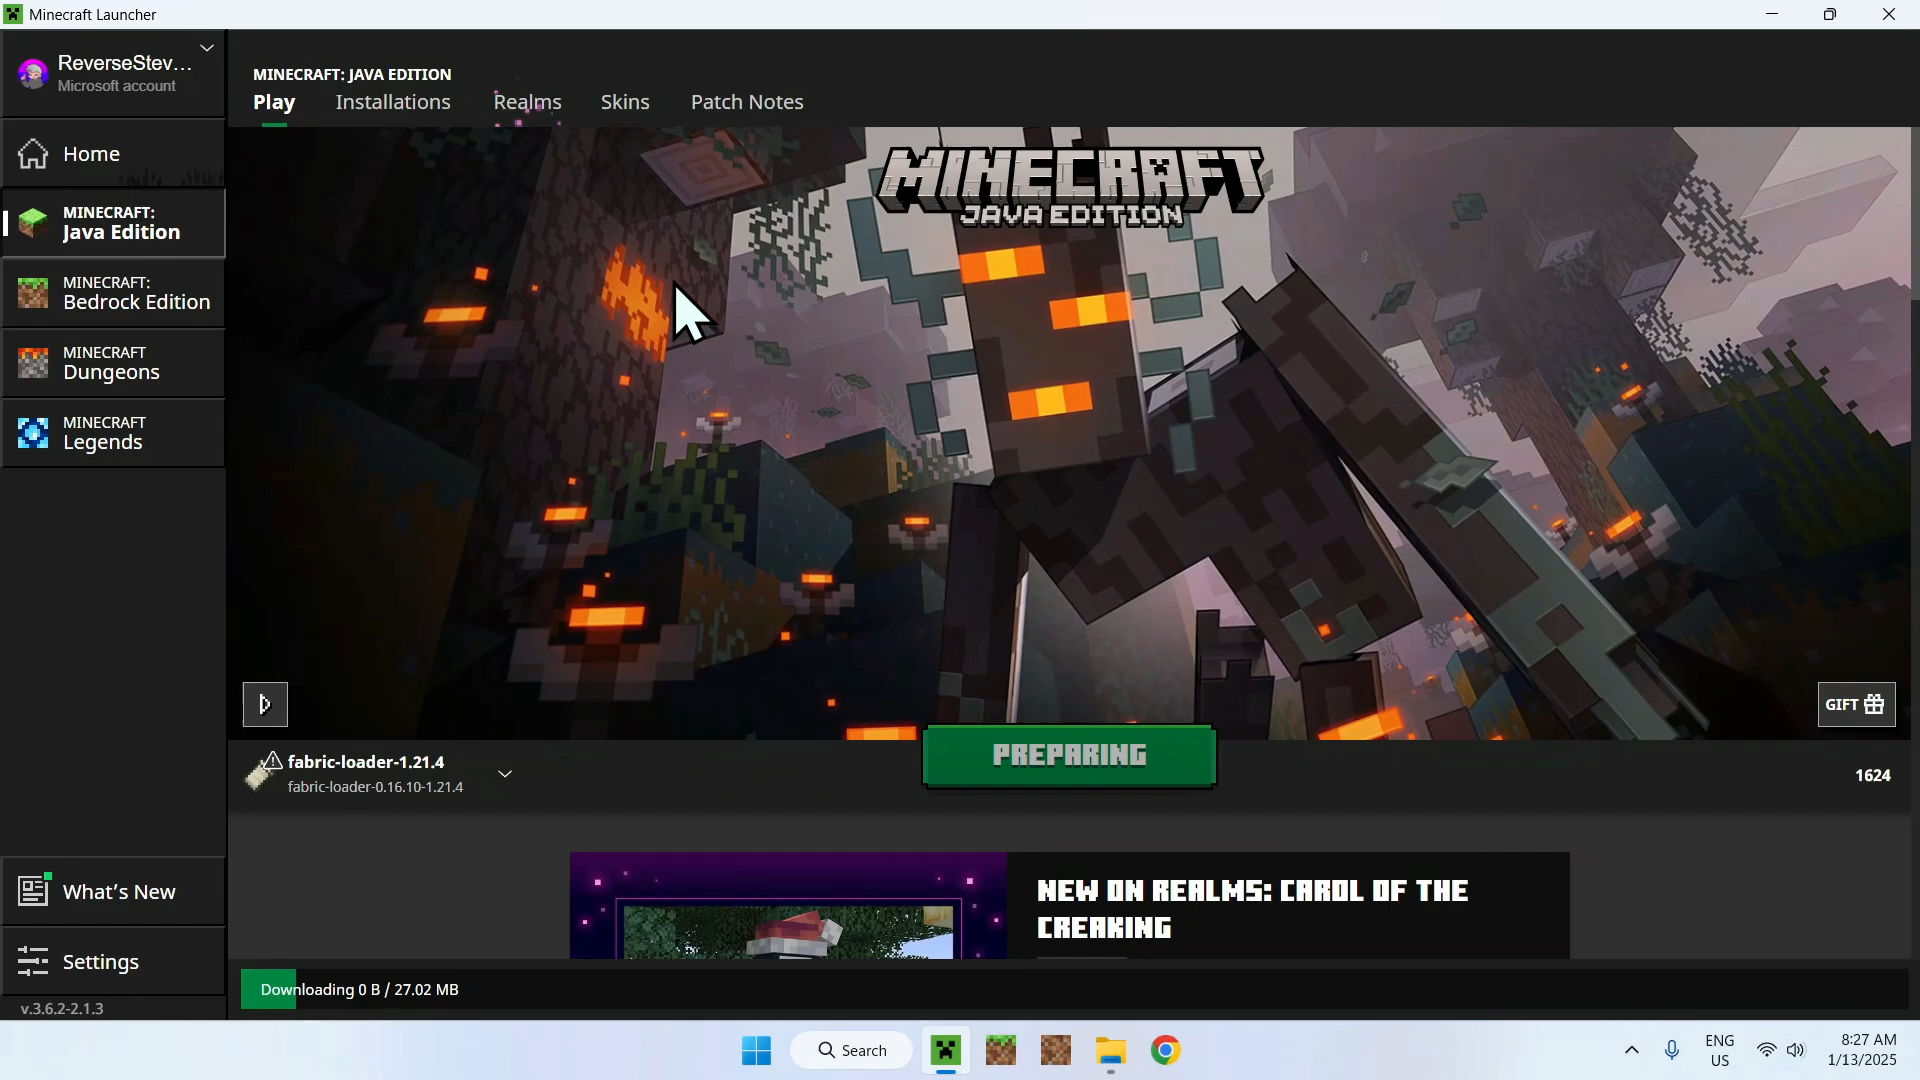 Minecraft Launcher
ReverseStev...
Microsoft account
Home
MINECRAFT:
Java Edition
MINECRAFT:
Bedrock Edition
MINECRAFT
Dungeons
MINECRAFT
Legends
What's New
Settings
v.3.6.2-2.1.3
MINECRAFT: JAVA EDITION
Play Installations Realms Skins Patch Notes
MINECRAFT
JAVA EDITION
GIFT
fabric-loader-1.21.4
fabric-loader-0.16.10-1.21.4
PREPARING
1624
NEW ON REALMS: CAROL OF THE
CREAKING
Downloading 0 B / 27.02 MB
Search
ENG
US
8:27 AM
1/13/2025